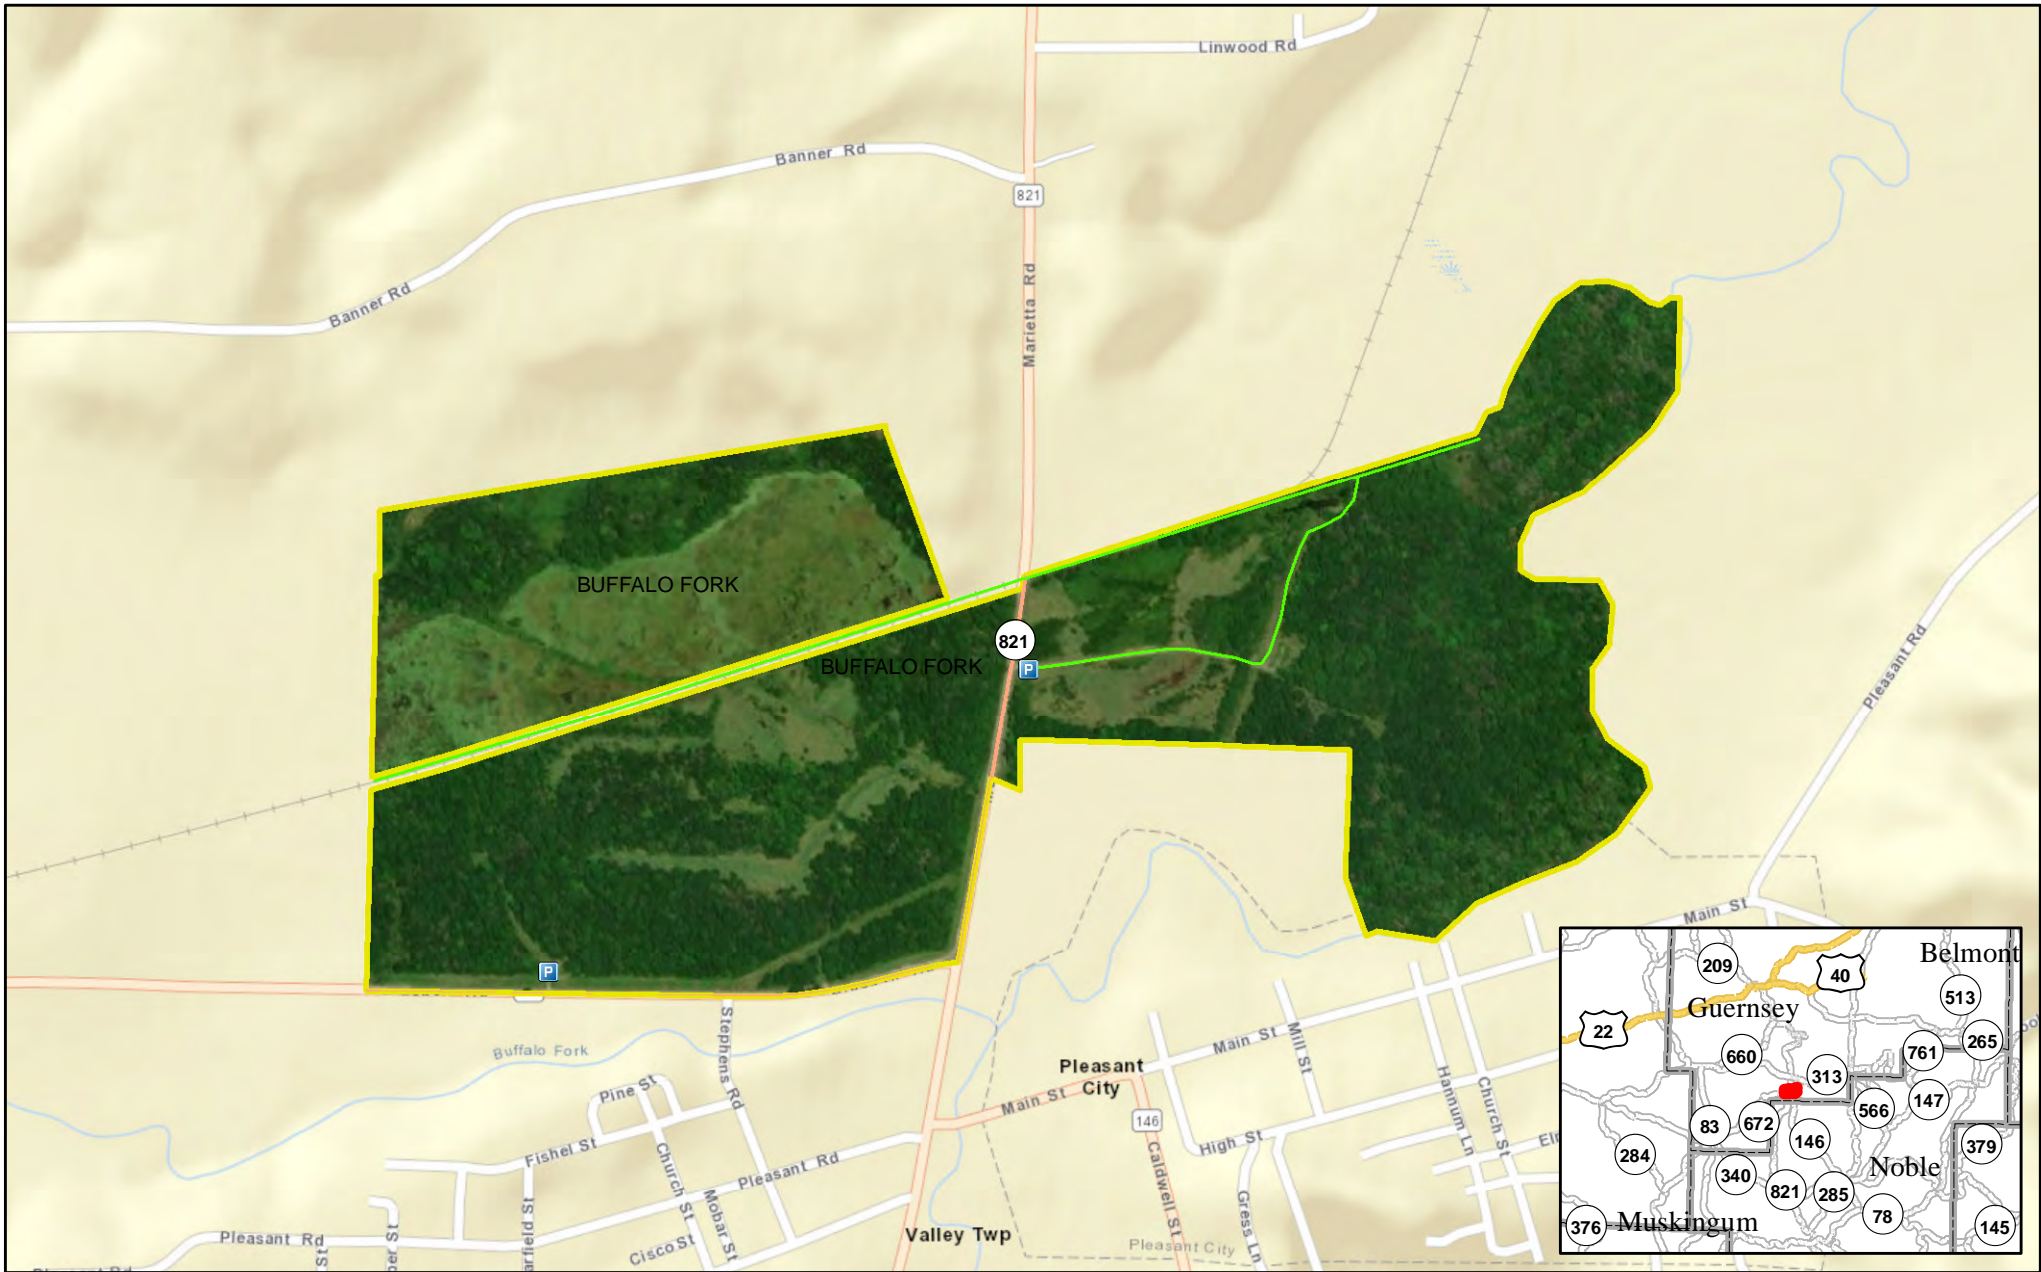 Linwood Rd
Banner Rd
821
Banner Rd
Marietta Rd
BUFFALO FORK
821
BUFFALO FORK
P
Pleasant Rd
P
Main St
Stephens Rd
Buffalo Fork
Pine St
Main St
Mill St
Pleasant
City
Main St
146
Hannum Ln
Church St
High St
Fishel St
Church St
Pleasant Rd
Mobar St
Caldwell St
Gress Ln
Pleasant Rd
Cisco St
Valley Twp
Pleasant City
Belmont
209
40
513
Guernsey
22
265
660
761
313
147
566
83
672
146
379
284
Noble
340
821
285
78
376
Muskingum
145